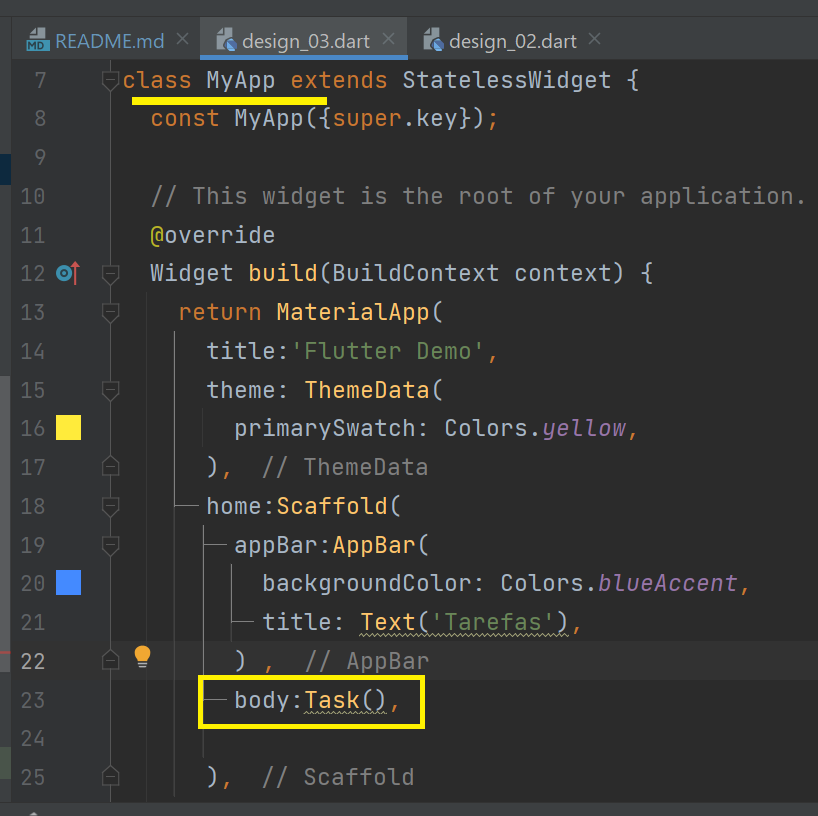 README.md design_03.dart design_02.dart
7 class MyApp extends StatelessWidget {
8 const MyApp({super.key});
9
10 // This widget is the root of your application.
11 @override
12 Widget build(BuildContext context) {
13 return MaterialApp(
14 title:'Flutter Demo',
15 theme: ThemeData(
16 primarySwatch: Colors.yellow,
17 ), // ThemeData
18 home:Scaffold(
19 appBar:AppBar(
20 backgroundColor: Colors.blueAccent,
21 title: Text('Tarefas'),
22 ) , // AppBar
23 body:Task(),
24
25 ), // Scaffold